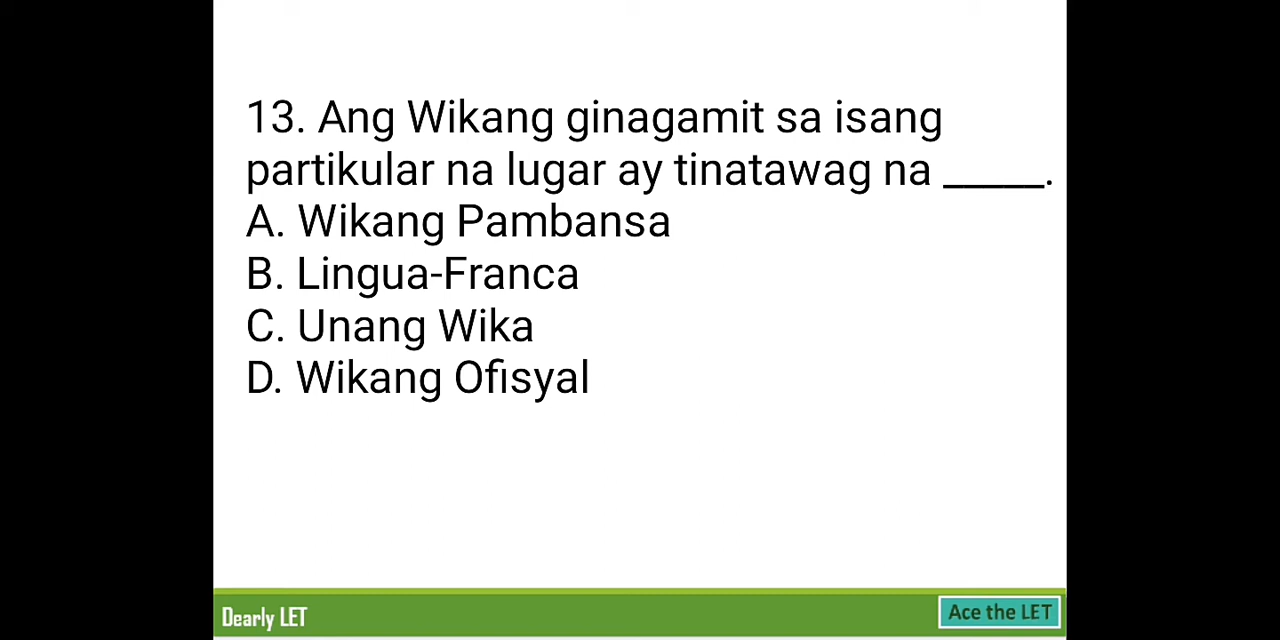 13. Ang Wikang ginagamit sa isang
partikular na lugar ay tinatawag na _____.
A. Wikang Pambansa
B. Lingua-Franca
C. Unang Wika
D. Wikang Ofisyal
Dearly LET
Ace the LET